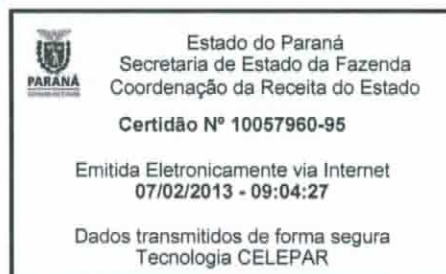 Estado do Paraná
Secretaria de Estado da Fazenda
PARANÁ
Coordenação da Receita do Estado
Certidão Nº 10057960-95
Emitida Eletronicamente via Internet
07/02/2013 - 09:04:27
Dados transmitidos de forma segura
Tecnologia CELEPAR